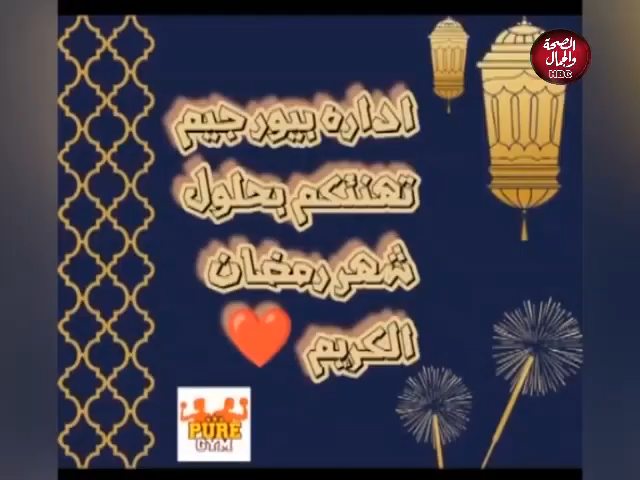 الصحة
والجمال
HBC
اداره بيور جيم
تهنئكم بحلول
شهر رمضان
الكريم
PURE
GYM